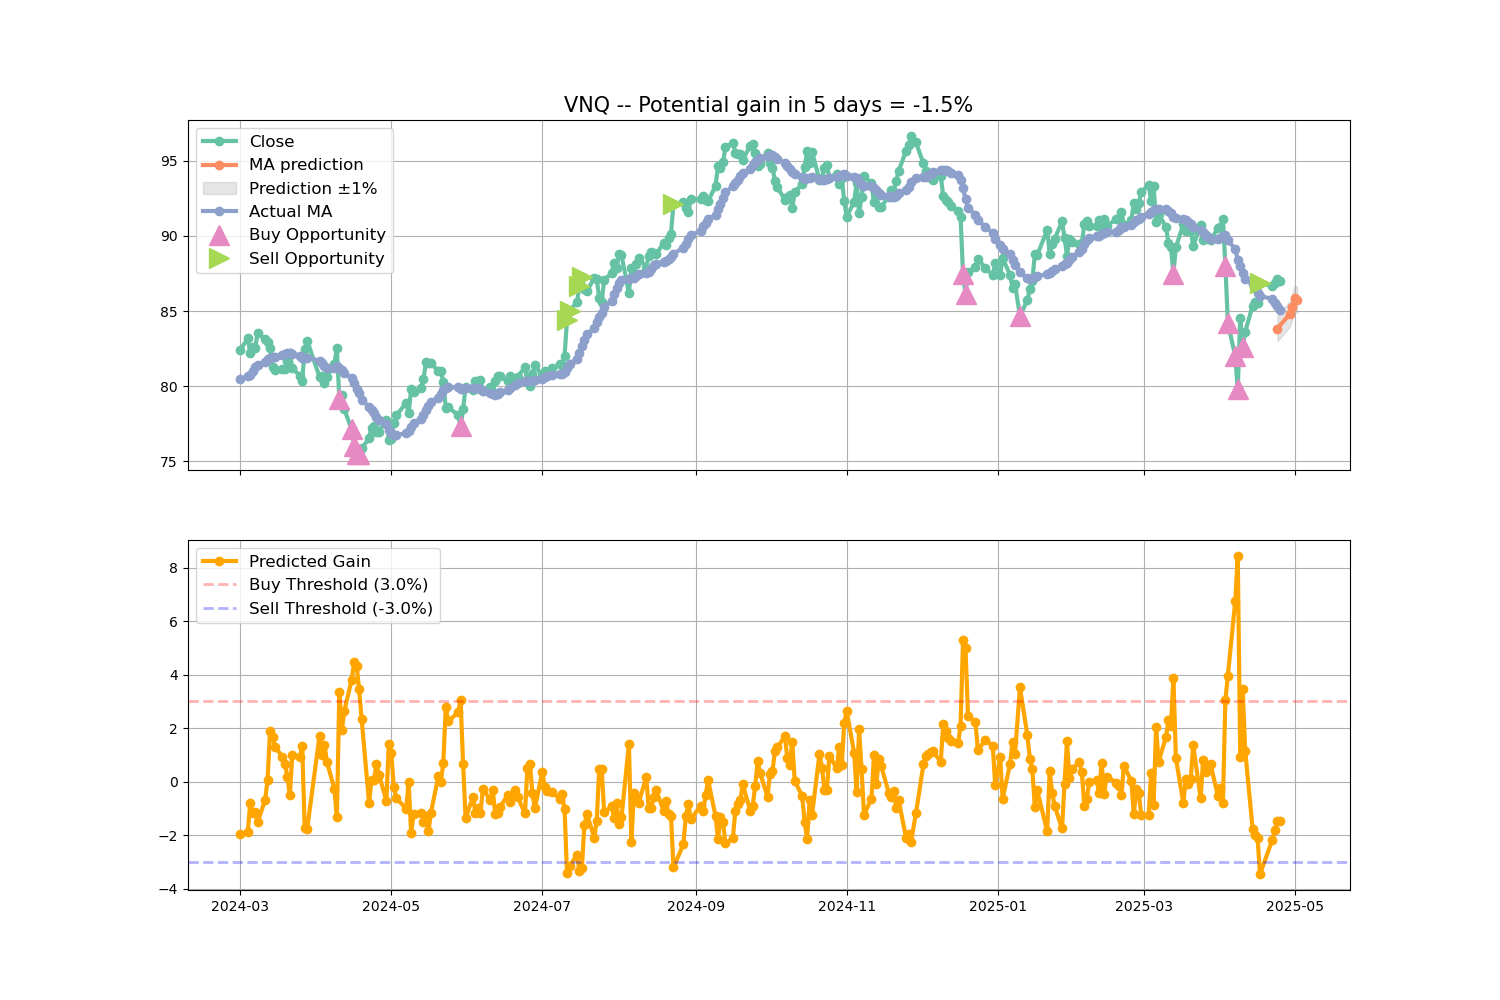 VNQ -- Potential gain in 5 days = -1.5%
95
90
85
80
75
Close
MA prediction
Prediction ±1%
Actual MA
Buy Opportunity
Sell Opportunity
8
6
4
2
0
−2
−4
Predicted Gain
Buy Threshold (3.0%)
Sell Threshold (-3.0%)
2024-03
2024-05
2024-07
2024-09
2024-11
2025-01
2025-03
2025-05